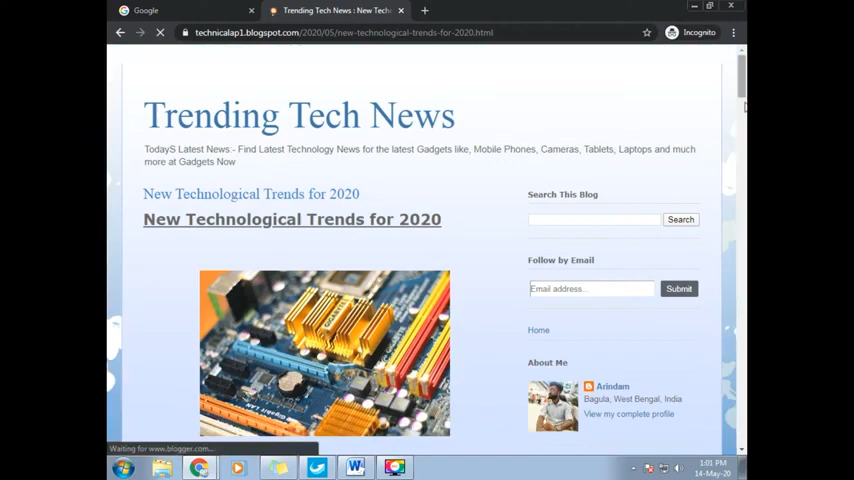 Google
Trending Tech News : New Tech
technicalap1.blogspot.com/2020/05/new-technological-trends-for-2020.html
Incognito
Trending Tech News
TodayS Latest News:- Find Latest Technology News for the latest Gadgets like, Mobile Phones, Cameras, Tablets, Laptops and much
more at Gadgets Now
New Technological Trends for 2020
New Technological Trends for 2020
Search This Blog
Search
Follow by Email
Email address...
Submit
Home
About Me
Arindam
Bagula, West Bengal, India
View my complete profile
GIGABYTE
Waiting for www.blogger.com...
1:01 PM
14-May-20